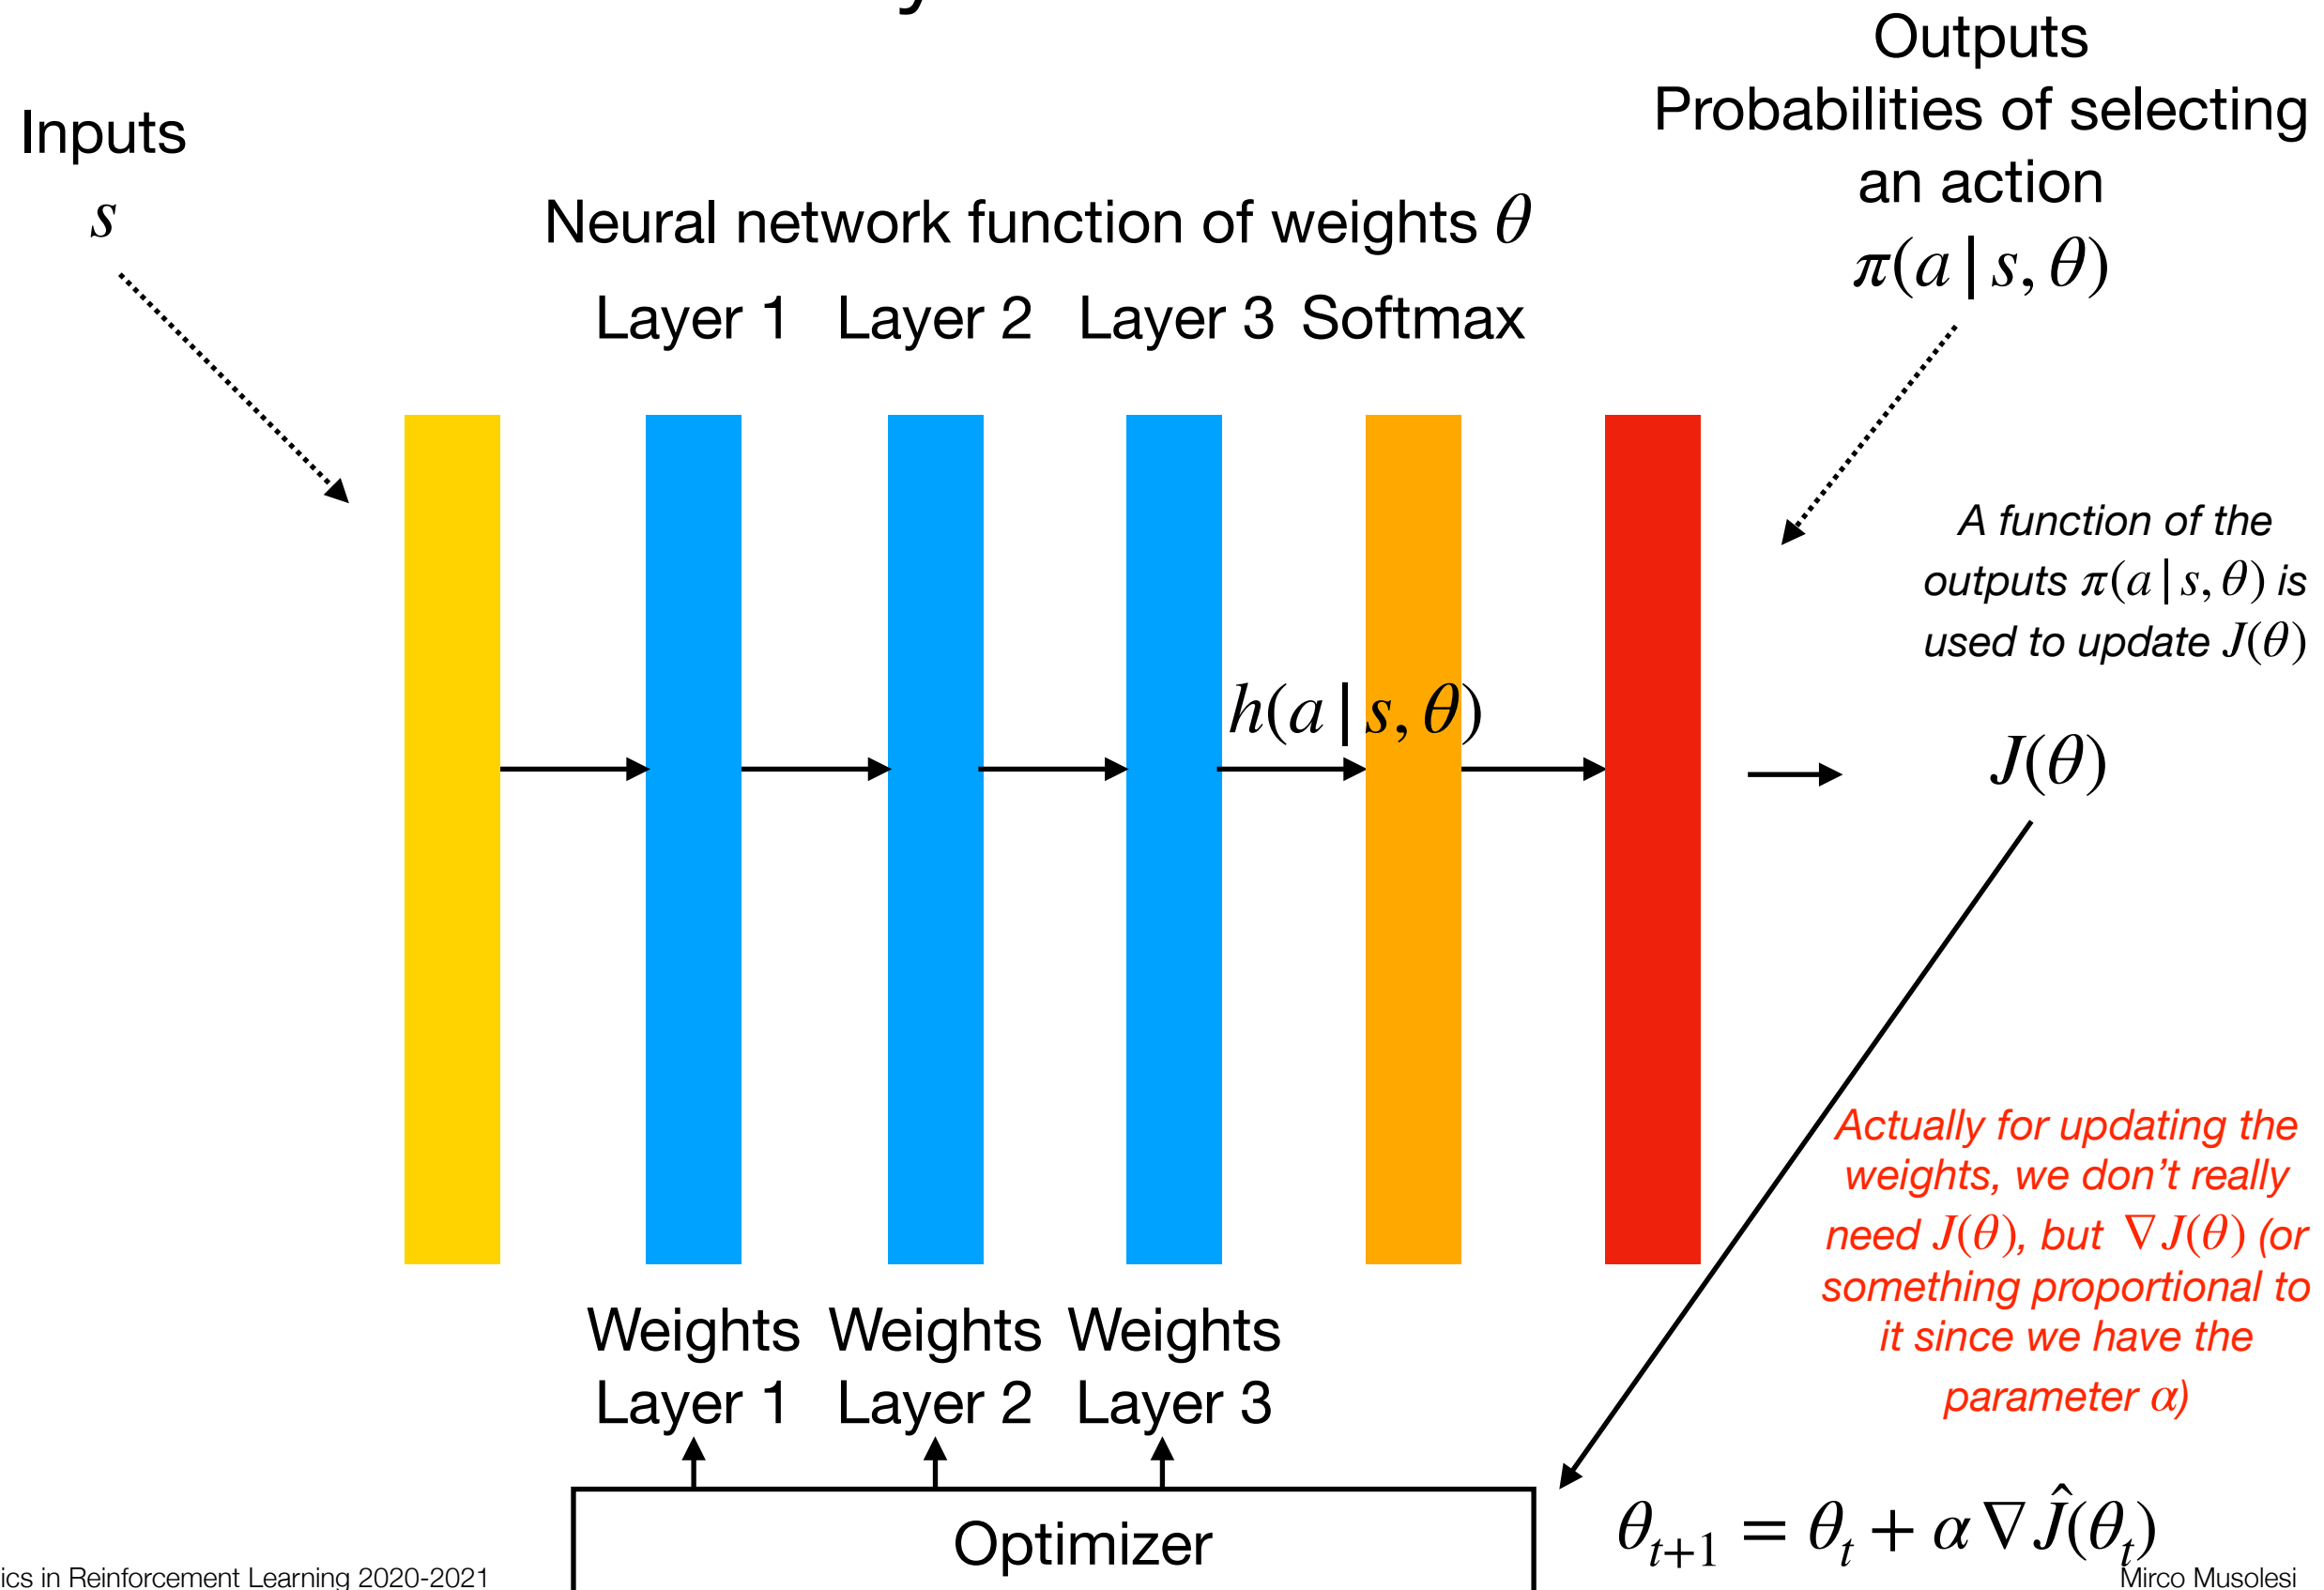 Inputs
s
Neural network function of weights θ
Layer 1 Layer 2 Layer 3 Softmax
Outputs
Probabilities of selecting
an action
π(a | s, θ)
A function of the
outputs π(a | s, θ) is
used to update J(θ)
h(a | s, θ)
J(θ)
Actually for updating the
weights, we don't really
need J(θ), but ∇J(θ) (or
something proportional to
it since we have the
parameter α)
Weights Weights Weights
Layer 1 Layer 2 Layer 3
Optimizer
θ_{t+1} = θ_t + α∇Ĵ(θ_t)
ics in Reinforcement Learning 2020-2021
Mirco Musolesi